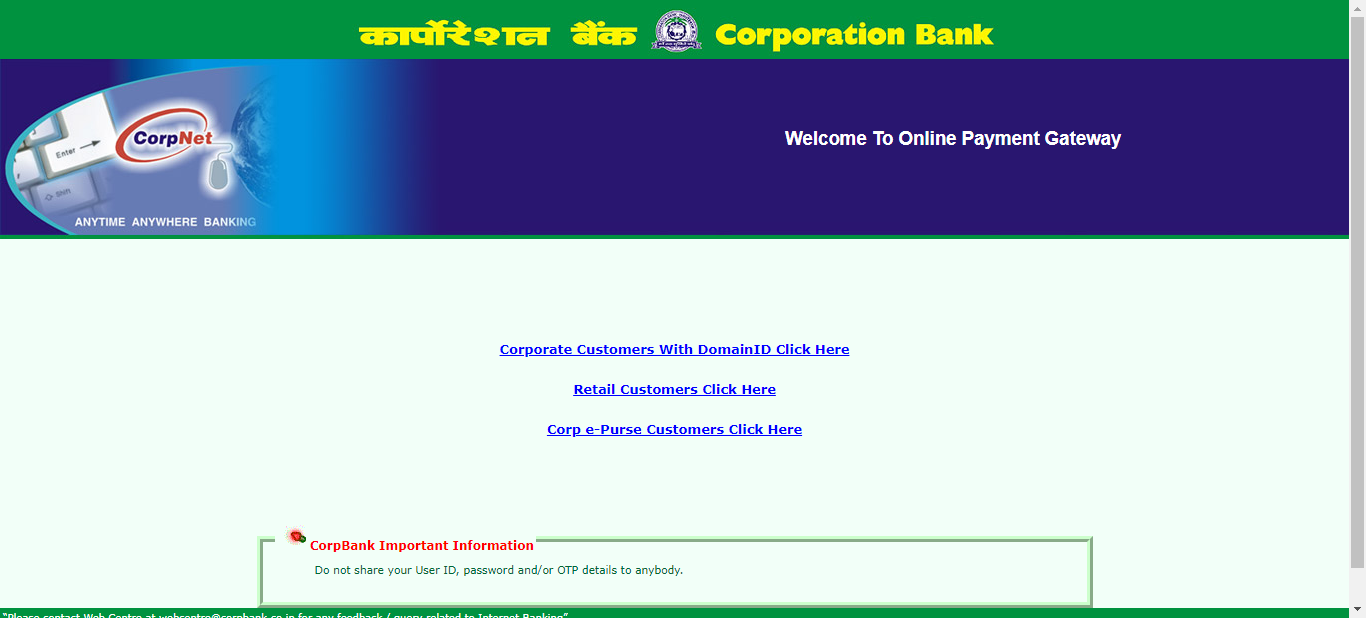 कार्पोरेशन बैंक Corporation Bank
CorpNet
Enter
Shift
ANYTIME ANYWHERE BANKING
Welcome To Online Payment Gateway
Corporate Customers With DomainID Click Here
Retail Customers Click Here
Corp e-Purse Customers Click Here
CorpBank Important Information
Do not share your User ID, password and/or OTP details to anybody.
“Please contact Web Centre at webcentre@corpbank.co.in for any feedback / query related to Internet Banking”